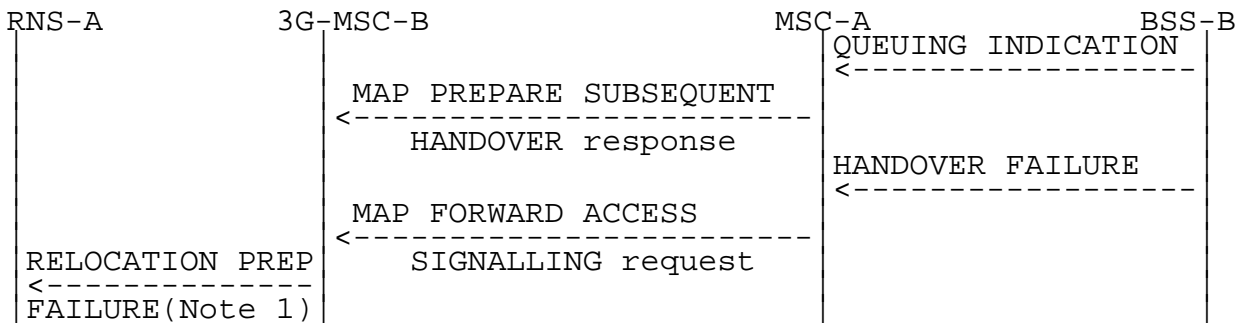 RNS-A 3G-MSC-B MSC-A BSS-B
QUEUING INDICATION
MAP PREPARE SUBSEQUENT
HANDOVER response
HANDOVER FAILURE
MAP FORWARD ACCESS
RELOCATION PREP SIGNALLING request
FAILURE(Note 1)